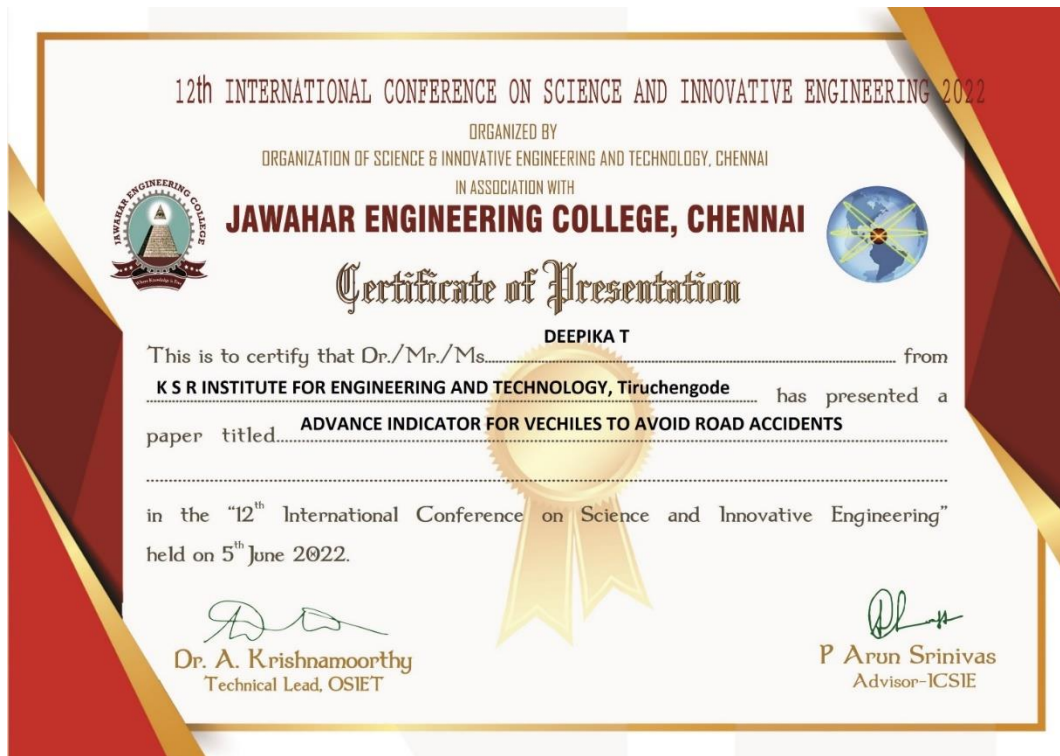 12th INTERNATIONAL CONFERENCE ON SCIENCE AND INNOVATIVE ENGINEERING 2022
ORGANIZED BY
ORGANIZATION OF SCIENCE & INNOVATIVE ENGINEERING AND TECHNOLOGY, CHENNAI
IN ASSOCIATION WITH
JAWAHAR ENGINEERING COLLEGE
JAWAHAR ENGINEERING COLLEGE, CHENNAI
Certificate of Presentation
DEEPIKA T
This is to certify that Dr./Mr./Ms. from
K S R INSTITUTE FOR ENGINEERING AND TECHNOLOGY, Tiruchengode has presented a
paper titled ADVANCE INDICATOR FOR VECHILES TO AVOID ROAD ACCIDENTS
in the “12th International Conference on Science and Innovative Engineering”
held on 5th June 2022.
Dr. A. Krishnamoorthy
Technical Lead, OSIET
P Arun Srinivas
Advisor-ICSIE